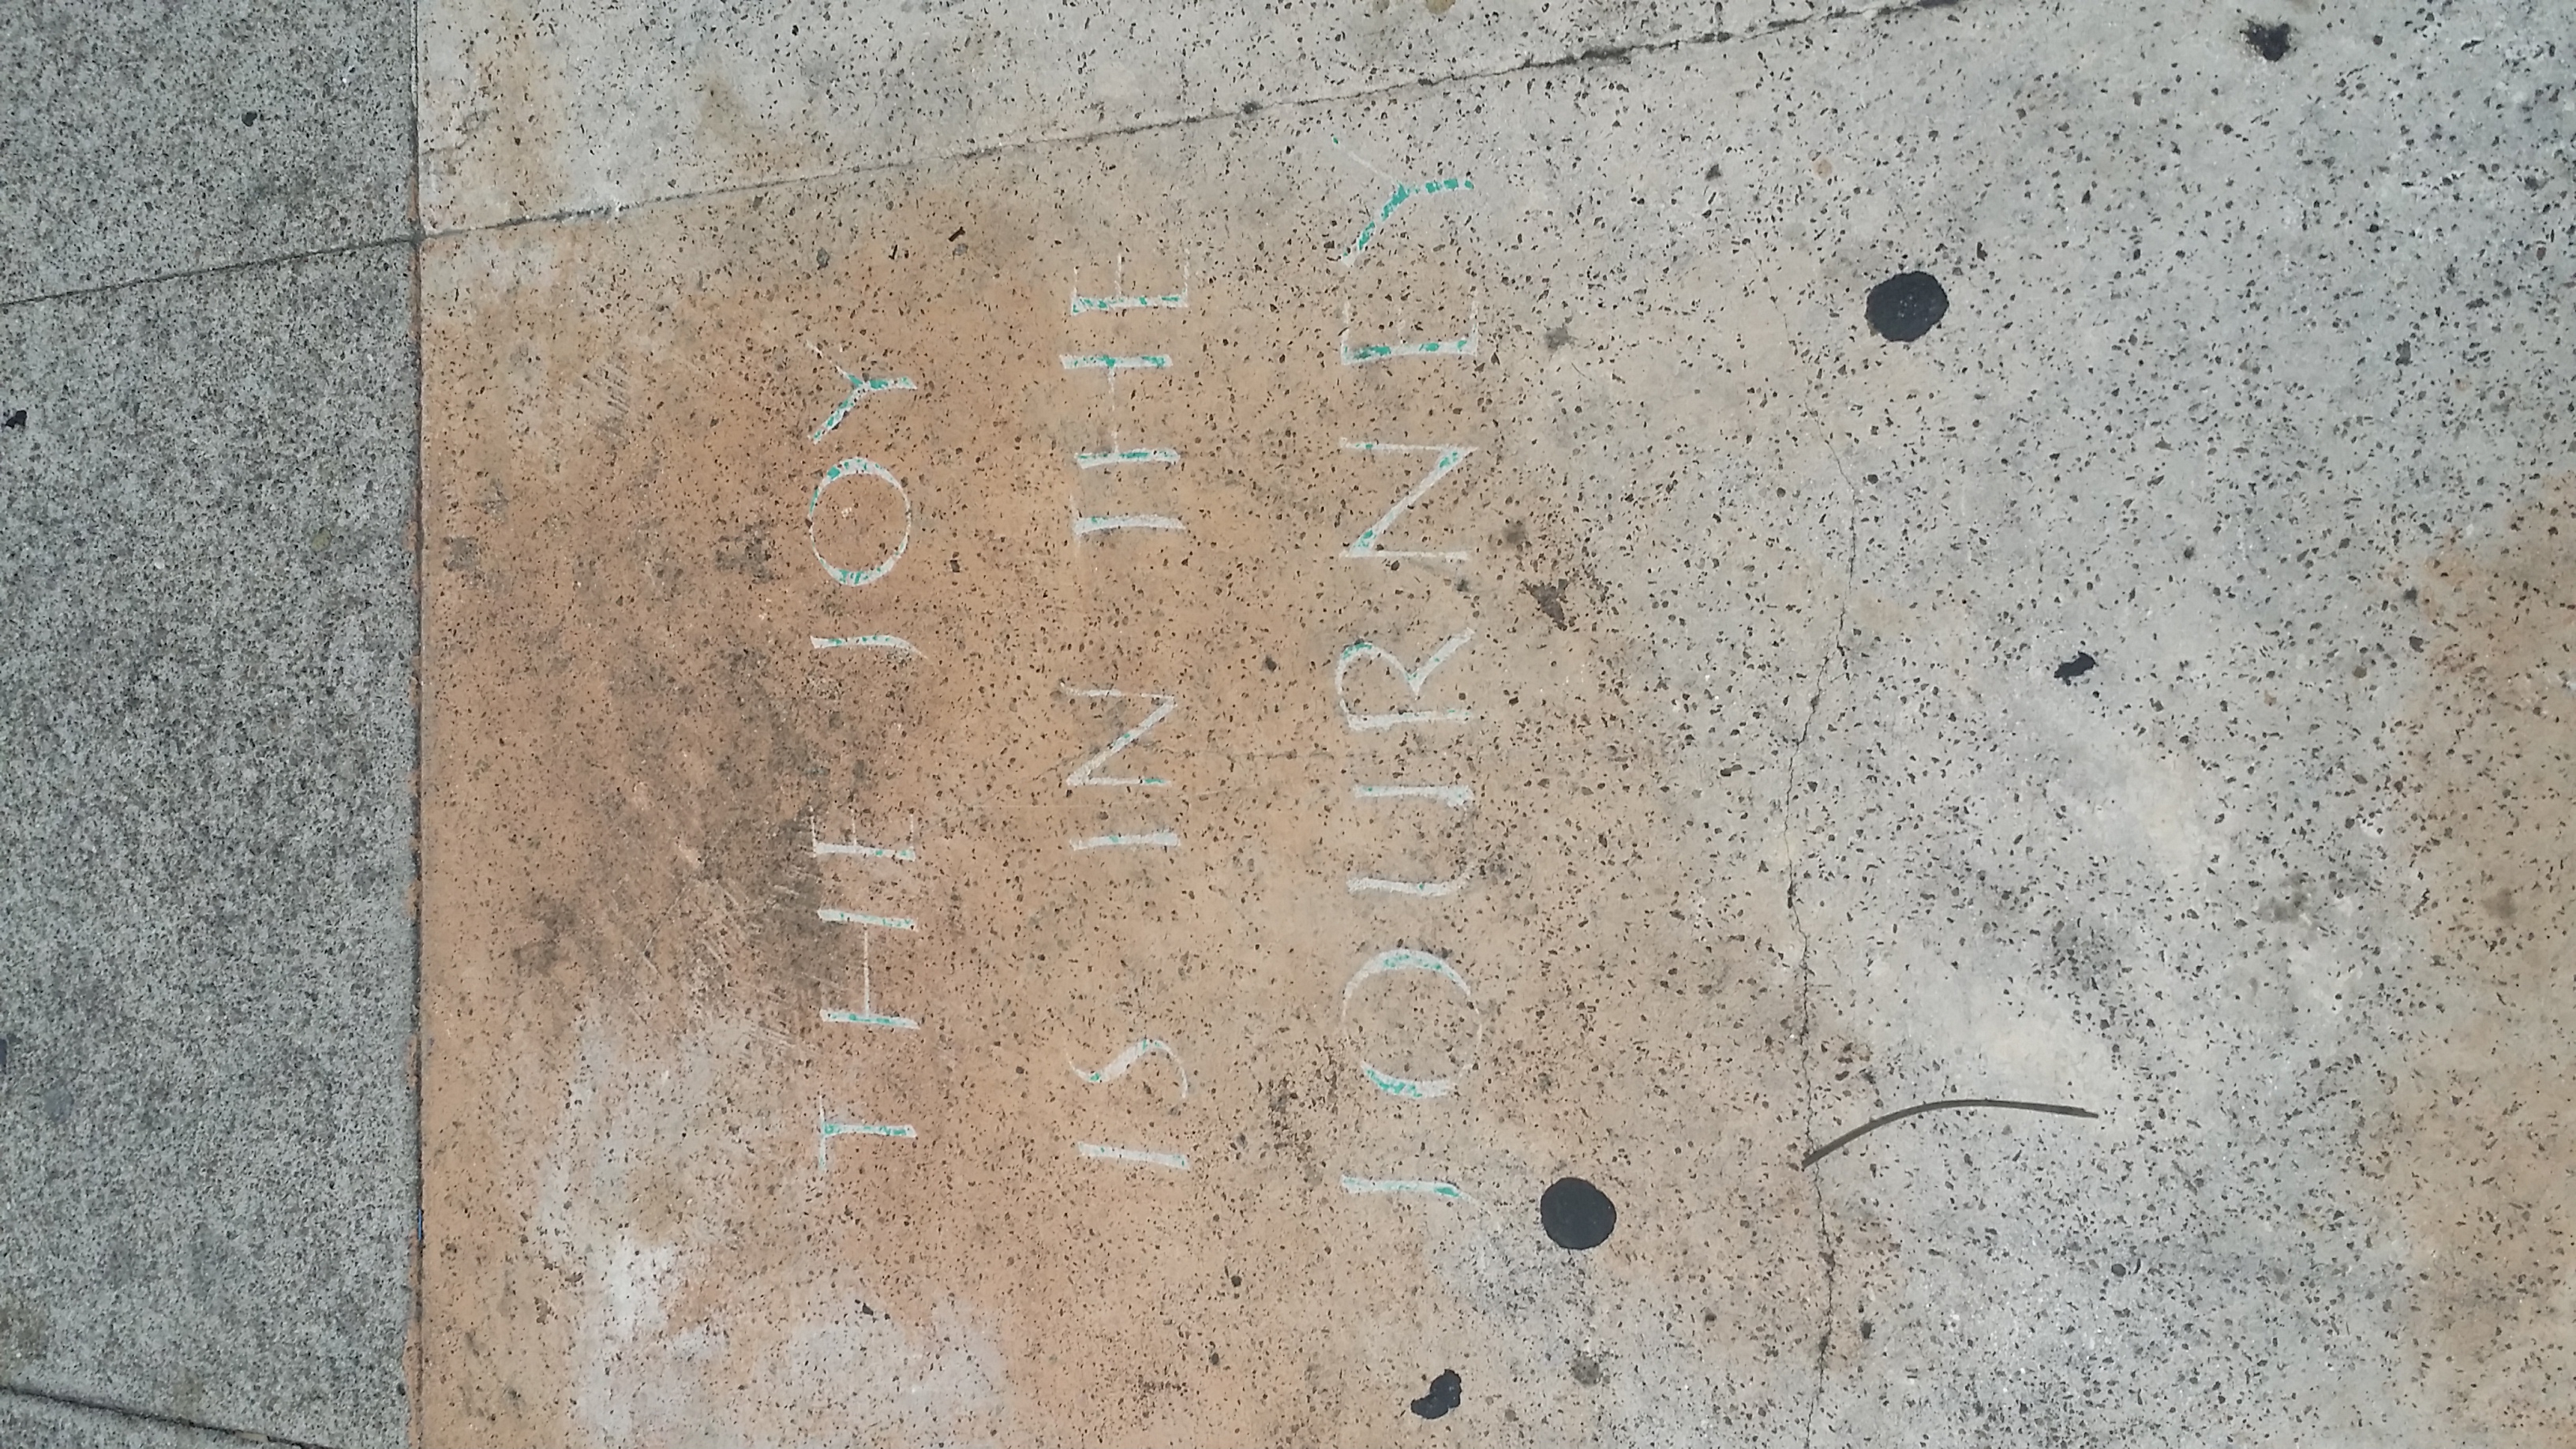 THE JOY
IS IN THE
JOURNEY